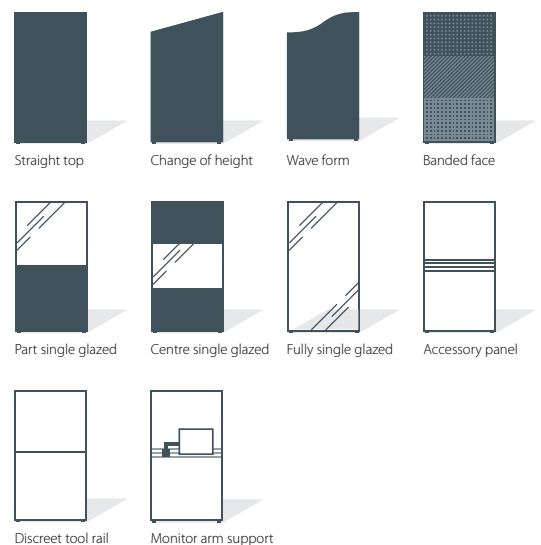 Straight top
Change of height
Wave form
Banded face
Part single glazed
Centre single glazed
Fully single glazed
Accessory panel
Discreet tool rail
Monitor arm support